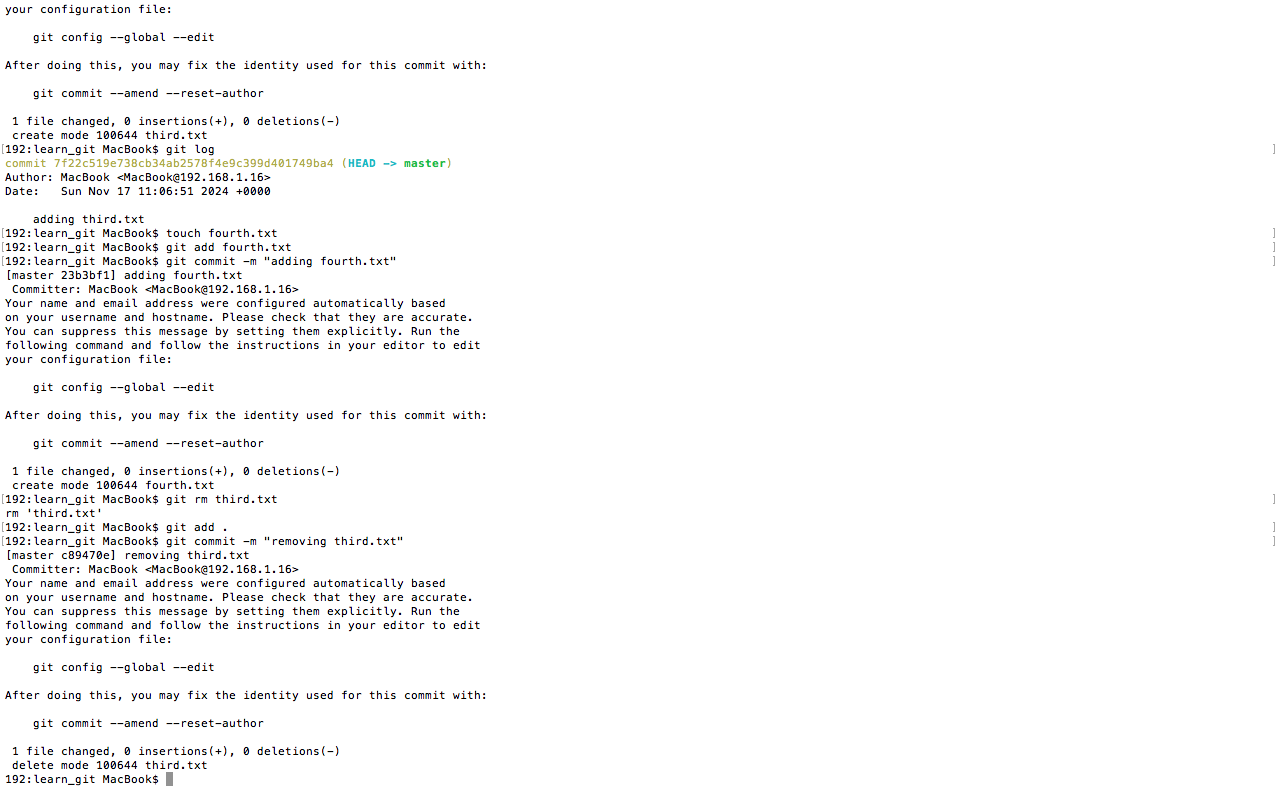 your configuration file:
git config --global --edit
After doing this, you may fix the identity used for this commit with:
git commit --amend --reset-author
1 file changed, 0 insertions(+), 0 deletions(-)
create mode 100644 third.txt
[192:learn_git MacBook$ git log ]
commit 7f22c519e738cb34ab2578f4e9c399d401749ba4 (HEAD -> master)
Author: MacBook <MacBook@192.168.1.16>
Date:   Sun Nov 17 11:06:51 2024 +0000
adding third.txt
[192:learn_git MacBook$ touch fourth.txt ]
[192:learn_git MacBook$ git add fourth.txt ]
[192:learn_git MacBook$ git commit -m "adding fourth.txt" ]
[master 23b3bf1] adding fourth.txt
Committer: MacBook <MacBook@192.168.1.16>
Your name and email address were configured automatically based
on your username and hostname. Please check that they are accurate.
You can suppress this message by setting them explicitly. Run the
following command and follow the instructions in your editor to edit
your configuration file:
git config --global --edit
After doing this, you may fix the identity used for this commit with:
git commit --amend --reset-author
1 file changed, 0 insertions(+), 0 deletions(-)
create mode 100644 fourth.txt
[192:learn_git MacBook$ git rm third.txt ]
rm 'third.txt'
[192:learn_git MacBook$ git add . ]
[192:learn_git MacBook$ git commit -m "removing third.txt" ]
[master c89470e] removing third.txt
Committer: MacBook <MacBook@192.168.1.16>
Your name and email address were configured automatically based
on your username and hostname. Please check that they are accurate.
You can suppress this message by setting them explicitly. Run the
following command and follow the instructions in your editor to edit
your configuration file:
git config --global --edit
After doing this, you may fix the identity used for this commit with:
git commit --amend --reset-author
1 file changed, 0 insertions(+), 0 deletions(-)
delete mode 100644 third.txt
192:learn_git MacBook$